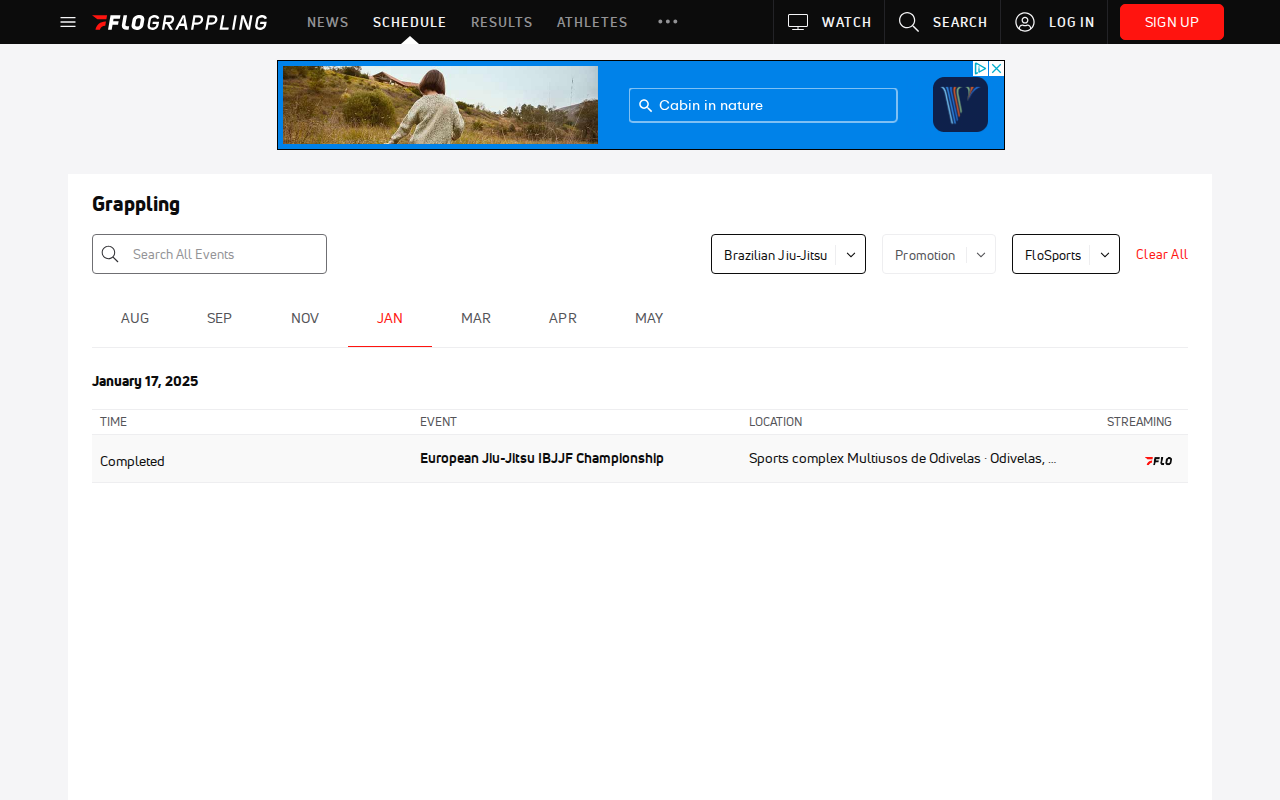 FLOGRAPPLING NEWS SCHEDULE RESULTS ATHLETES WATCH SEARCH LOG IN SIGN UP
Cabin in nature
Grappling
Search All Events Brazilian Jiu-Jitsu Promotion FloSports Clear All
AUG SEP NOV JAN MAR APR MAY
January 17, 2025
TIME EVENT LOCATION STREAMING
Completed European Jiu-Jitsu IBJJF Championship Sports complex Multiusos de Odivelas · Odivelas, ... FLO